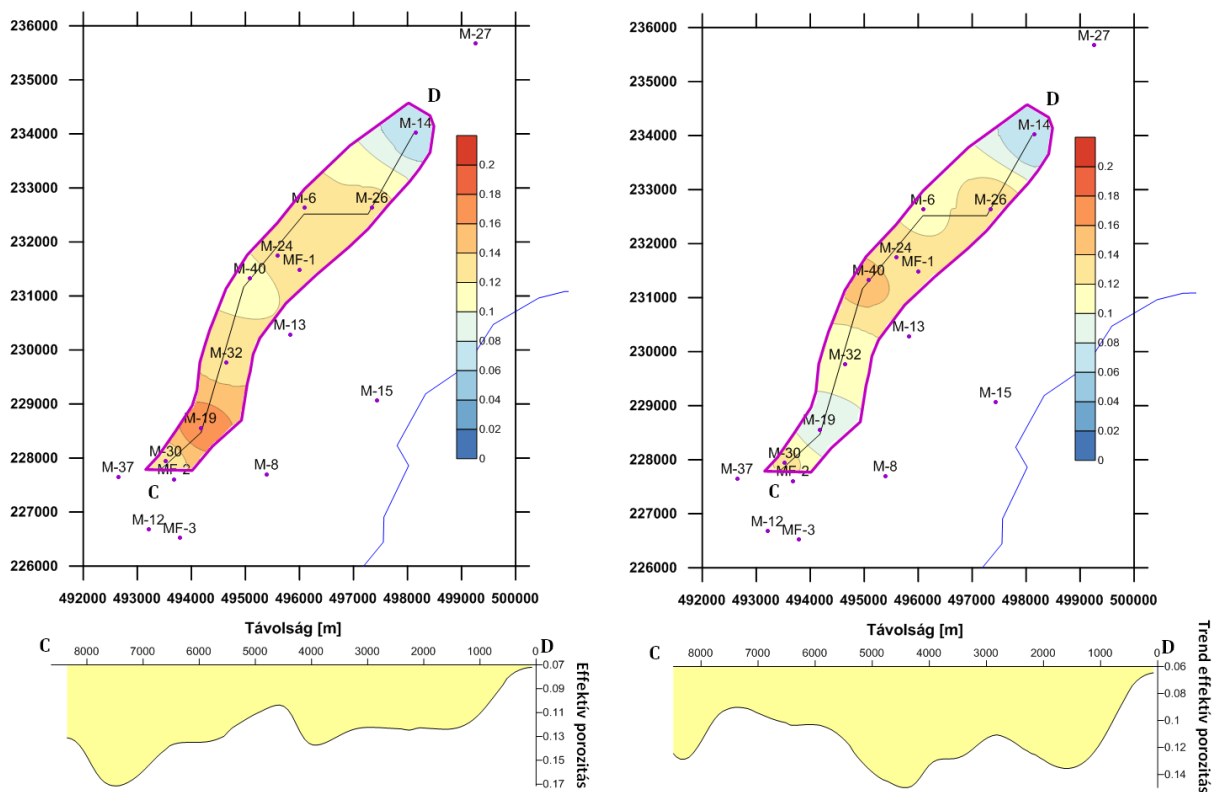 236000
235000
234000
233000
232000
231000
230000
229000
228000
227000
226000
492000 493000 494000 495000 496000 497000 498000 499000 500000
M-27
D
M-14
M-6
M-26
M-24
MF-1
M-40
M-13
M-32
M-15
M-19
M-30
M-37
MF-2
M-8
C
M-12
MF-3
0.2
0.18
0.16
0.14
0.12
0.1
0.08
0.06
0.04
0.02
0
Távolság [m]
C
D
8000 7000 6000 5000 4000 3000 2000 1000 0
0.07
0.09
0.11
0.13
0.15
0.17
Effektív porozitás
236000
235000
234000
233000
232000
231000
230000
229000
228000
227000
226000
492000 493000 494000 495000 496000 497000 498000 499000 500000
M-27
D
M-14
M-6
M-26
M-24
MF-1
M-40
M-13
M-32
M-15
M-19
M-30
M-37
MF-2
M-8
C
M-12
MF-3
0.2
0.18
0.16
0.14
0.12
0.1
0.08
0.06
0.04
0.02
0
Távolság [m]
C
D
8000 7000 6000 5000 4000 3000 2000 1000 0
0.06
0.08
0.1
0.12
0.14
Trend effektív porozitás